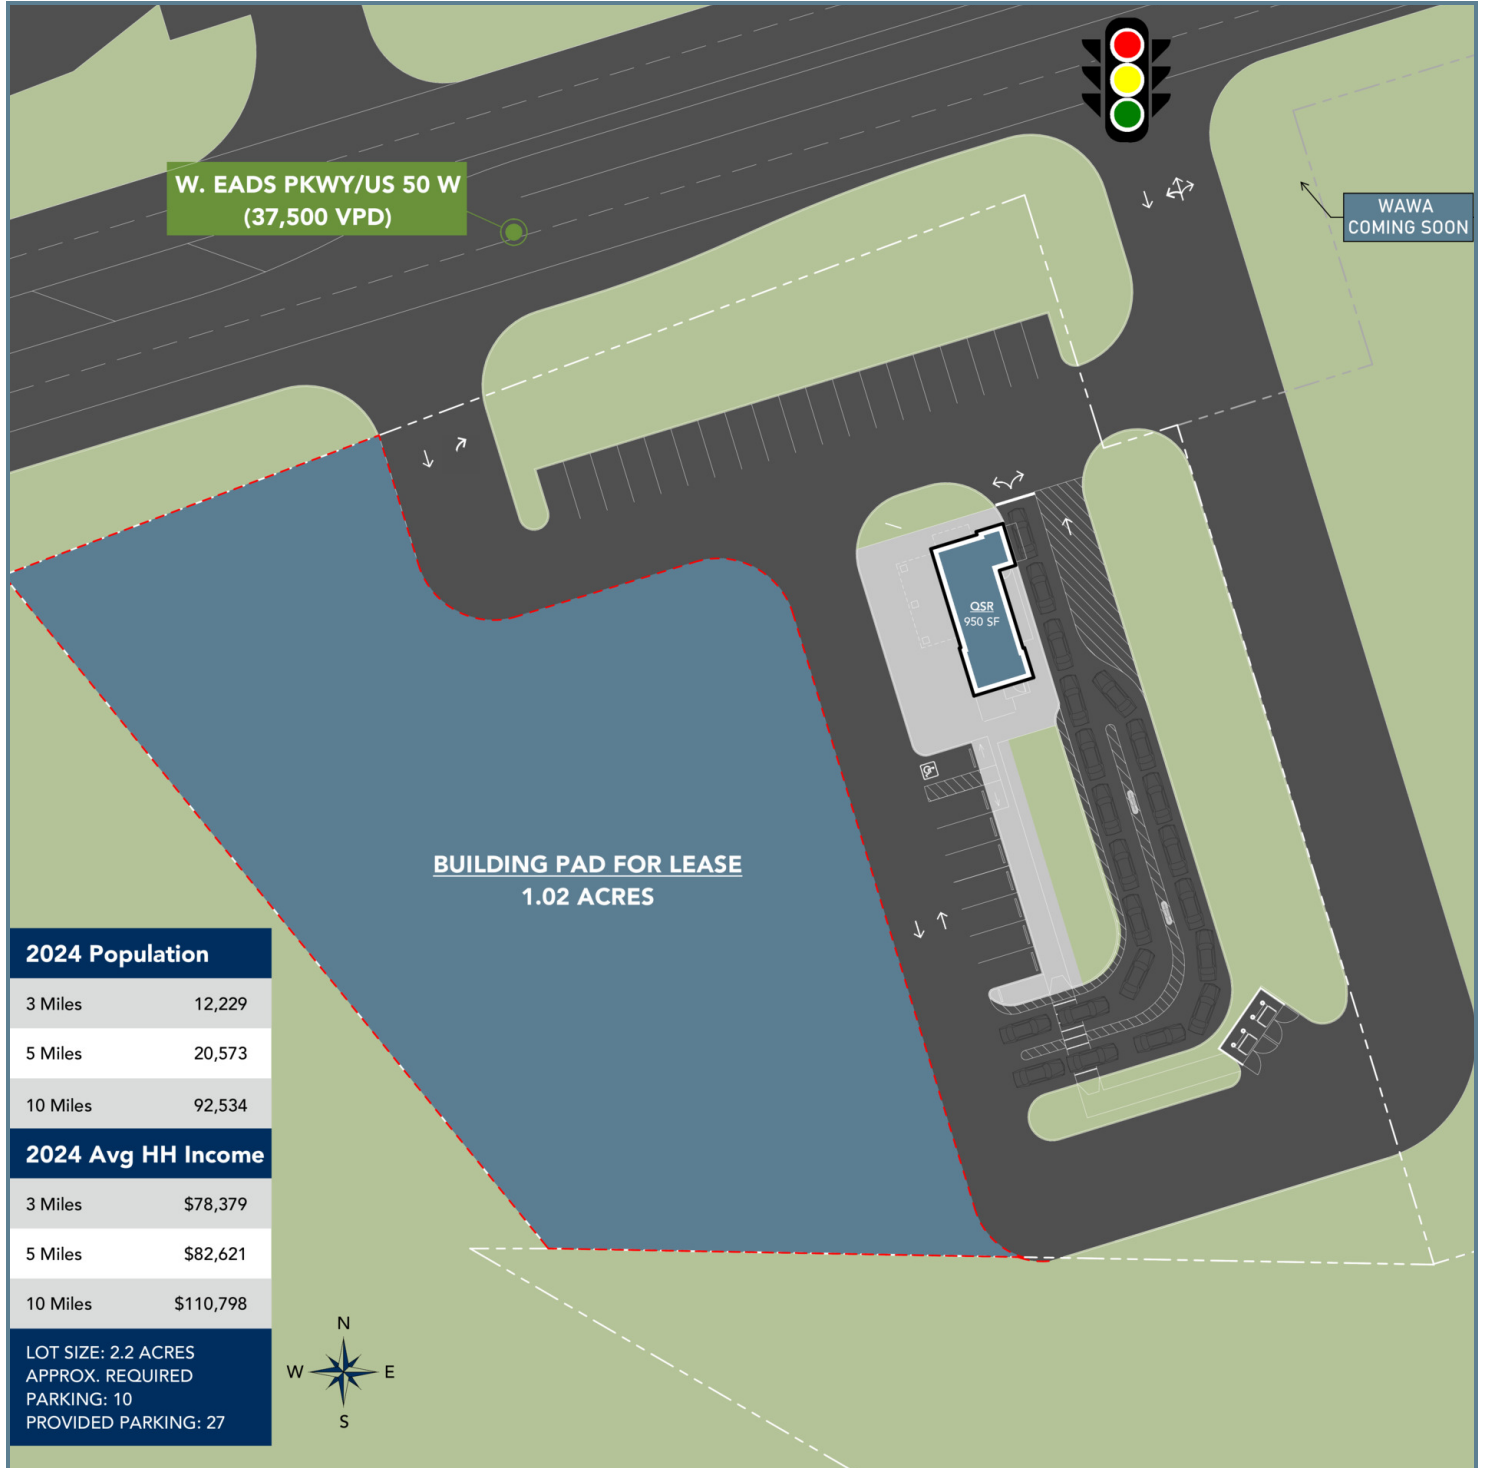 W. EADS PKWY/US 50 W
(37,500 VPD)
WAWA
COMING SOON
QSR
950 SF
BUILDING PAD FOR LEASE
1.02 ACRES
2024 Population
3 Miles 12,229
5 Miles 20,573
10 Miles 92,534
2024 Avg HH Income
3 Miles $78,379
5 Miles $82,621
10 Miles $110,798
LOT SIZE: 2.2 ACRES
APPROX. REQUIRED
PARKING: 10
PROVIDED PARKING: 27
N
W E
S